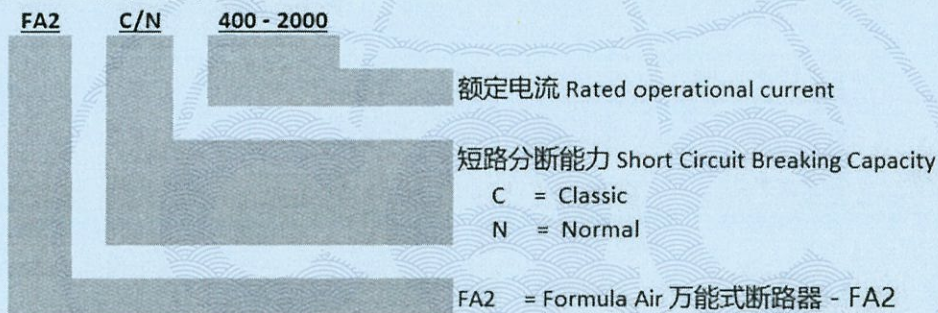 FA2 C/N 400 - 2000
额定电流 Rated operational current
短路分断能力 Short Circuit Breaking Capacity
C = Classic
N = Normal
FA2 = Formula Air 万能式断路器 - FA2